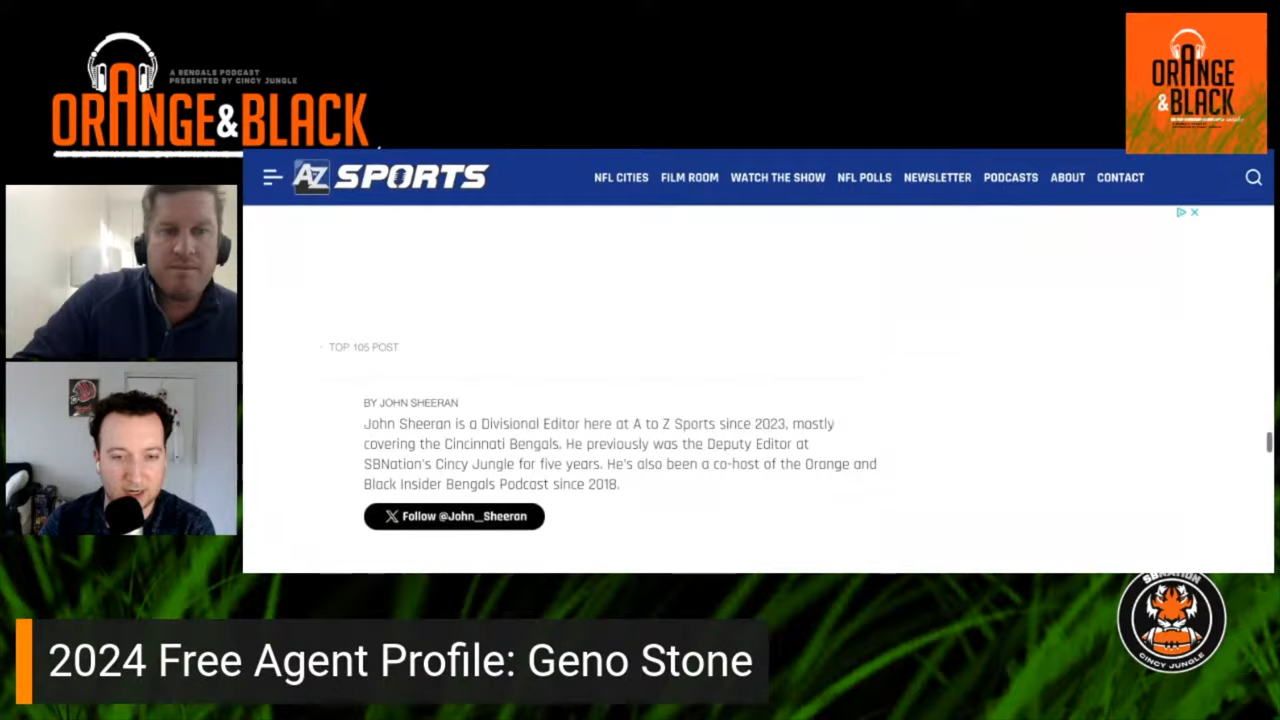 A BENGALS PODCAST
PRESENTED BY CINCY JUNGLE
ORANGE&BLACK
ORANGE
&BLACK
AZ SPORTS
NFL CITIES FILM ROOM WATCH THE SHOW NFL POLLS NEWSLETTER PODCASTS ABOUT CONTACT
TOP 105 POST
BY JOHN SHEERAN
John Sheeran is a Divisional Editor here at A to Z Sports since 2023, mostly
covering the Cincinnati Bengals. He previously was the Deputy Editor at
SBNation's Cincy Jungle for five years. He's also been a co-host of the Orange and
Black Insider Bengals Podcast since 2018.
X Follow @John__Sheeran
SBNATION
CINCY JUNGLE
2024 Free Agent Profile: Geno Stone